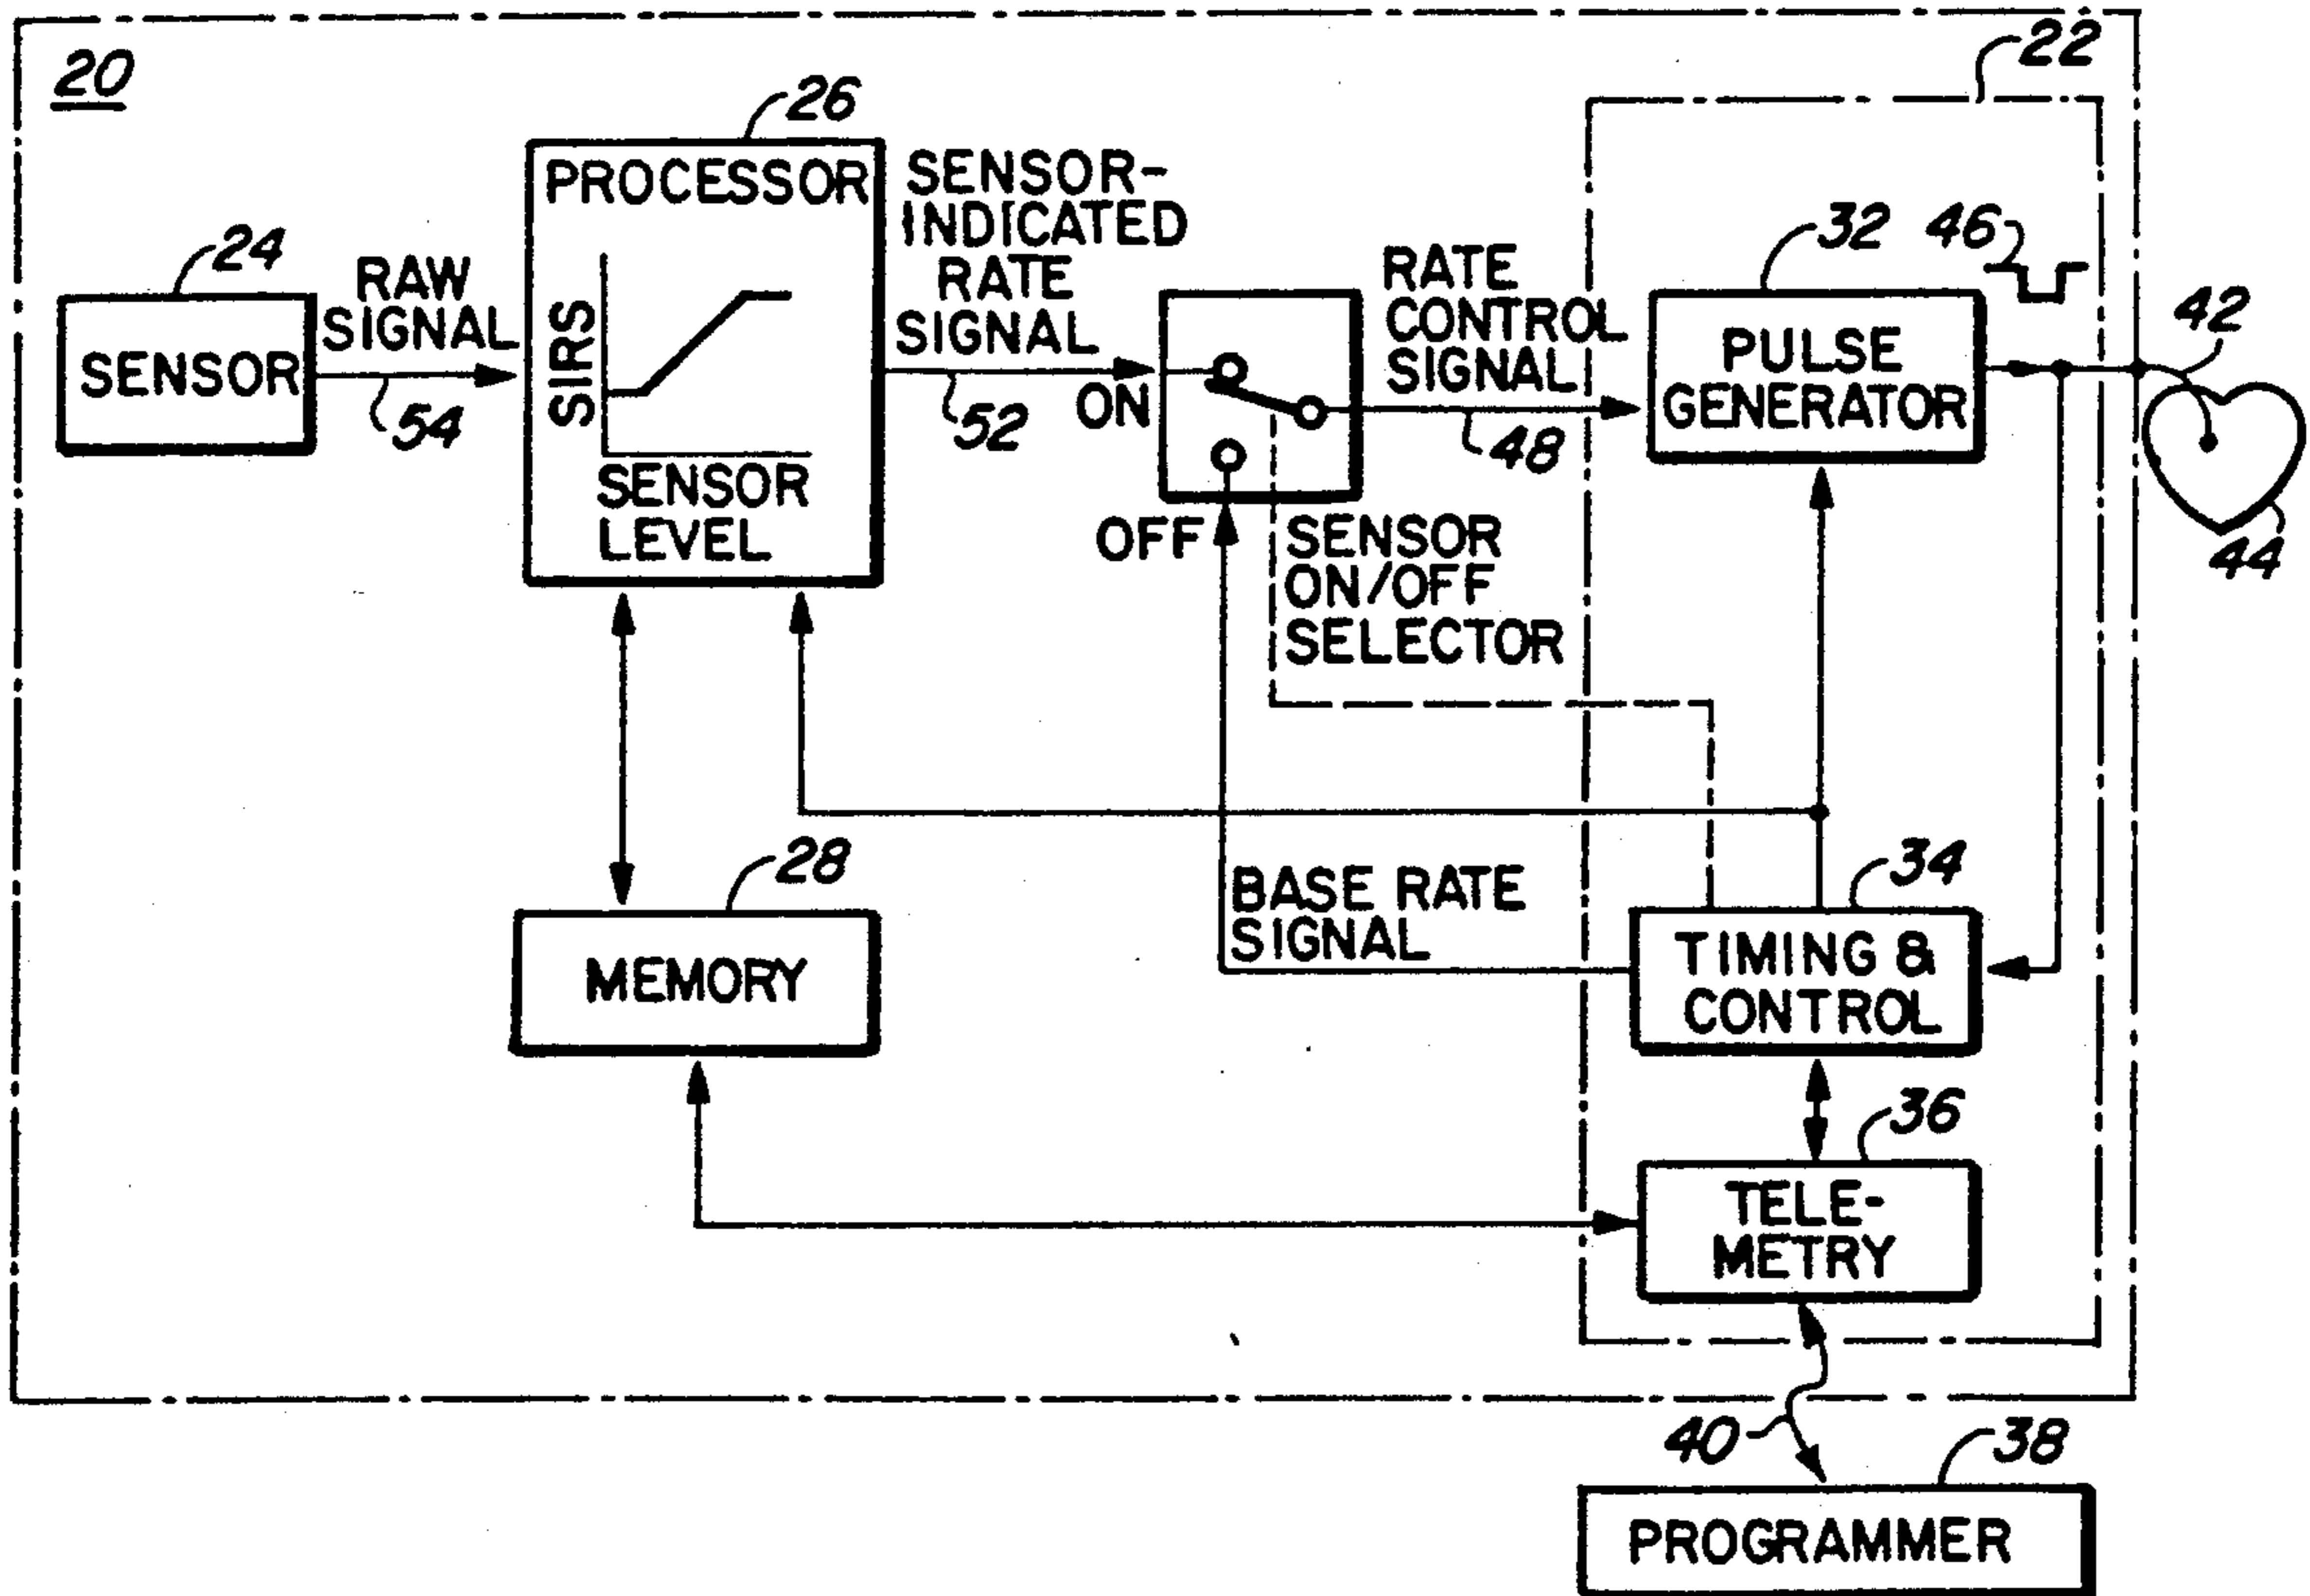 20
22
26
PROCESSOR
SENSOR-
INDICATED
RATE
SIGNAL
24
RAW
SIGNAL
SENSOR
54
SIRS
SENSOR
LEVEL
52
ON
OFF
RATE
CONTROL
SIGNAL
48
32
46
PULSE
GENERATOR
42
44
SENSOR
ON/OFF
SELECTOR
28
MEMORY
BASE RATE
SIGNAL
34
TIMING &
CONTROL
36
TELE-
METRY
40
38
PROGRAMMER